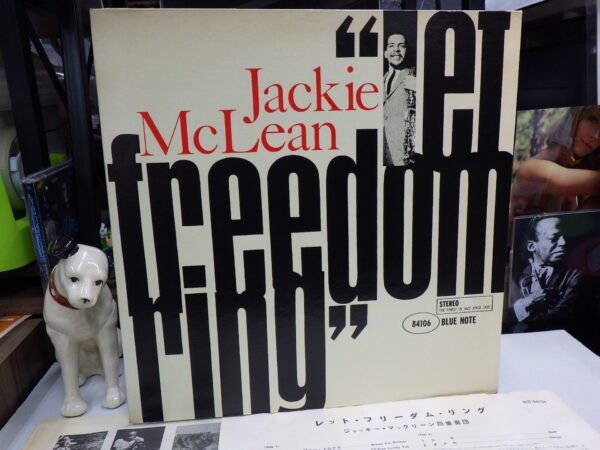 “let
Jackie
McLean
freedom
ring”
STEREO
THE FINEST IN JAZZ SINCE 1939
84106 BLUE NOTE
レット・フリーダム・リング
ジャッキー・マックリーン四重奏団